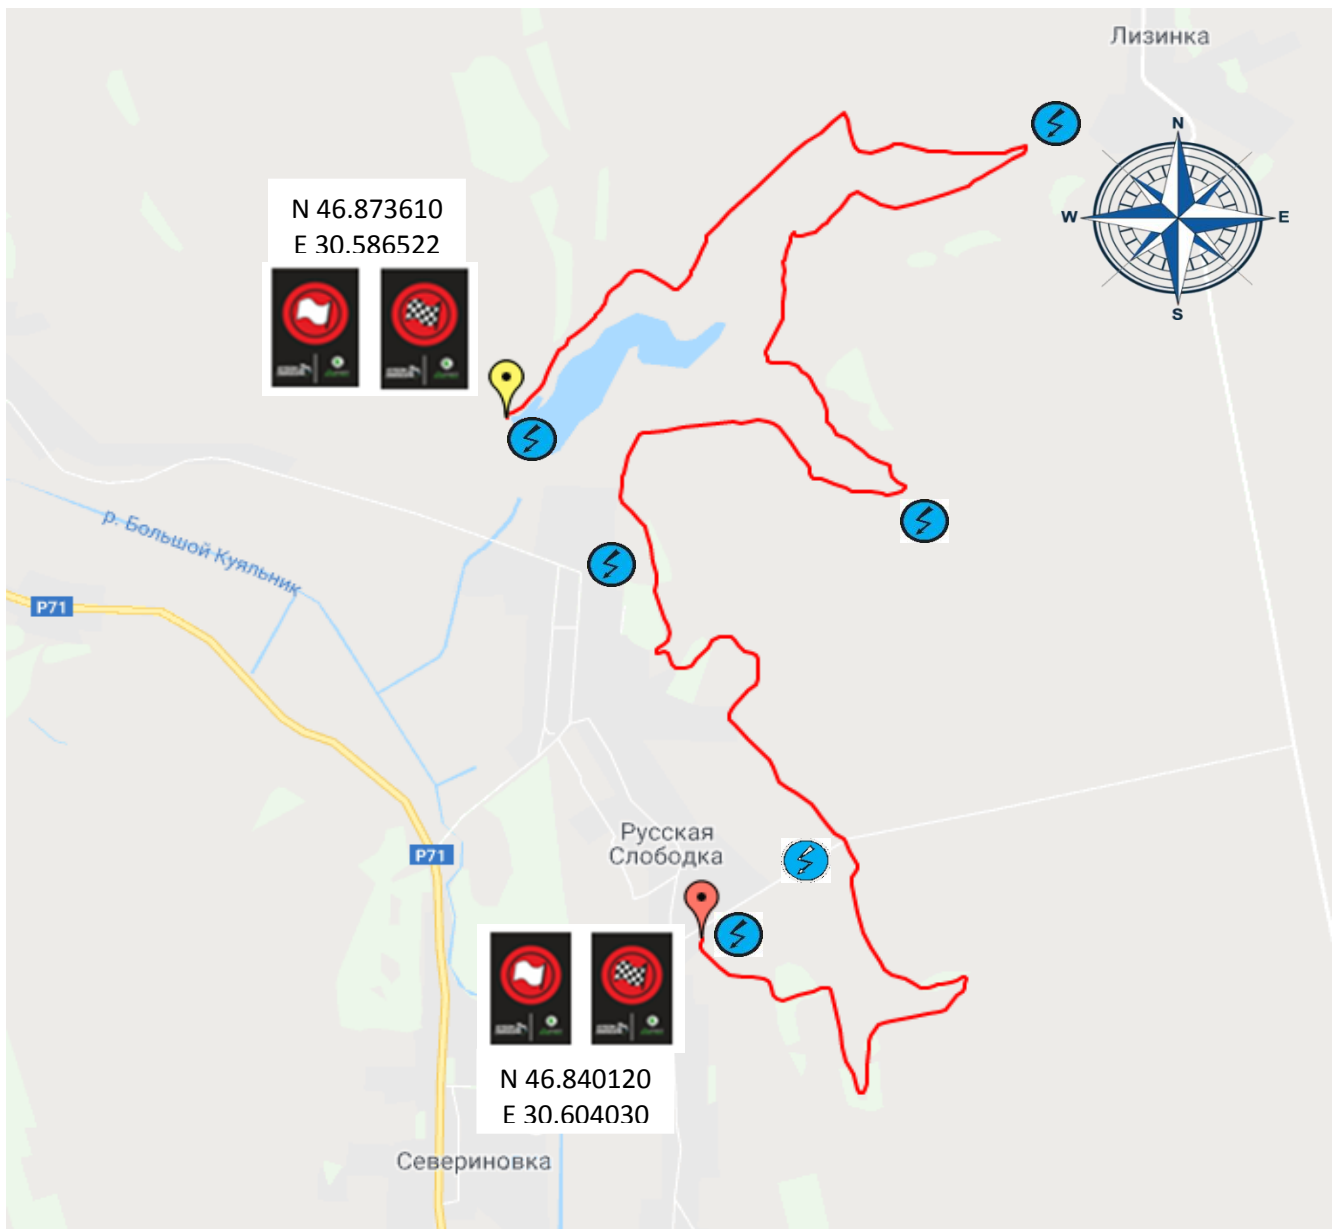 Лизинка
N
W
E
S
N 46.873610
E 30.586522
р. Большой Куяльник
P71
P71
Русская
Слободка
N 46.840120
E 30.604030
Севериновка